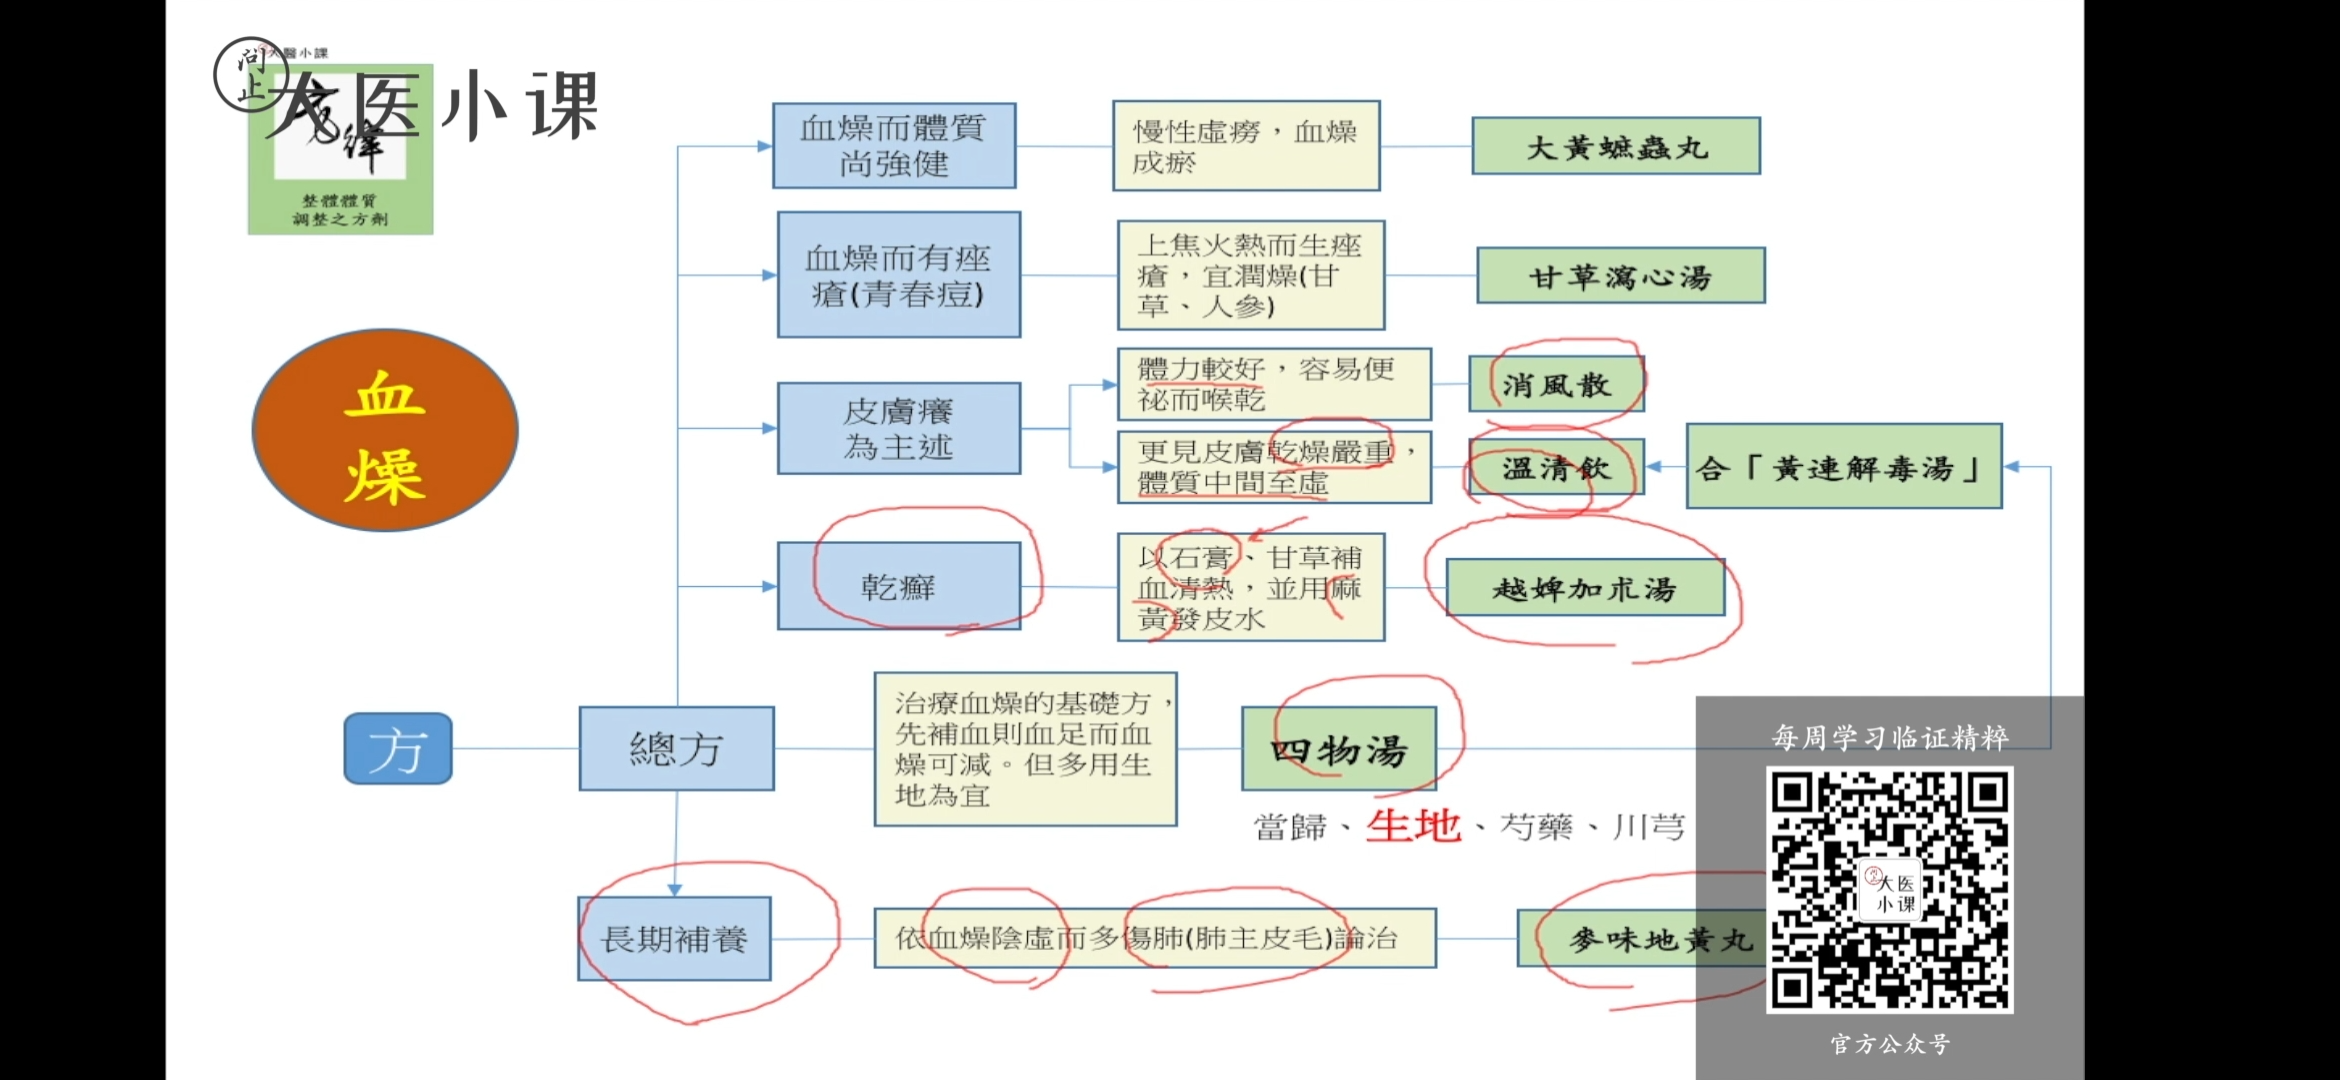 問止
大醫小課
大医小课
整體體質
調整之方劑
血燥而體質
尚強健
慢性虛癆，血燥
成瘀
大黃蟅蟲丸
血燥而有痤
瘡(青春痘)
上焦火熱而生痤
瘡，宜潤燥(甘
草、人參)
甘草瀉心湯
血
燥
皮膚癢
為主述
體力較好，容易便
祕而喉乾
消風散
更見皮膚乾燥嚴重，
體質中間至虛
溫清飲
合「黃連解毒湯」
乾癬
以石膏、甘草補
血清熱，並用麻
黃發皮水
越婢加朮湯
方
總方
治療血燥的基礎方，
先補血則血足而血
燥可減。但多用生
地為宜
四物湯
當歸、生地、芍藥、川芎
長期補養
依血燥陰虛而多傷肺(肺主皮毛)論治
麥味地黃丸
每周学习临证精粹
大医
小课
官方公众号